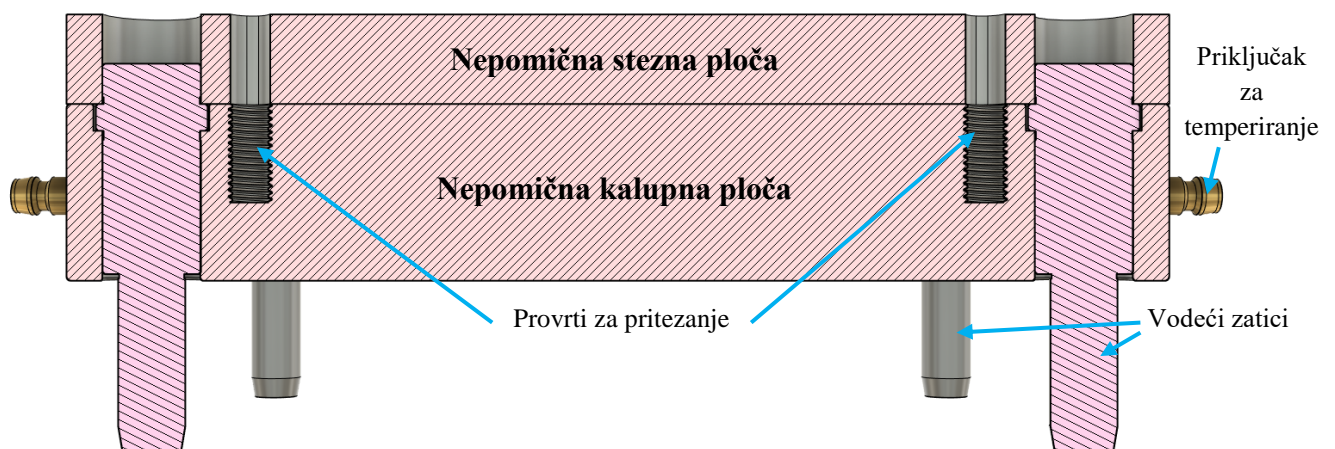 Nepomična stezna ploča
Priključak
za
temperiranje
Nepomična kalupna ploča
Provrti za pritezanje
Vodeći zatici